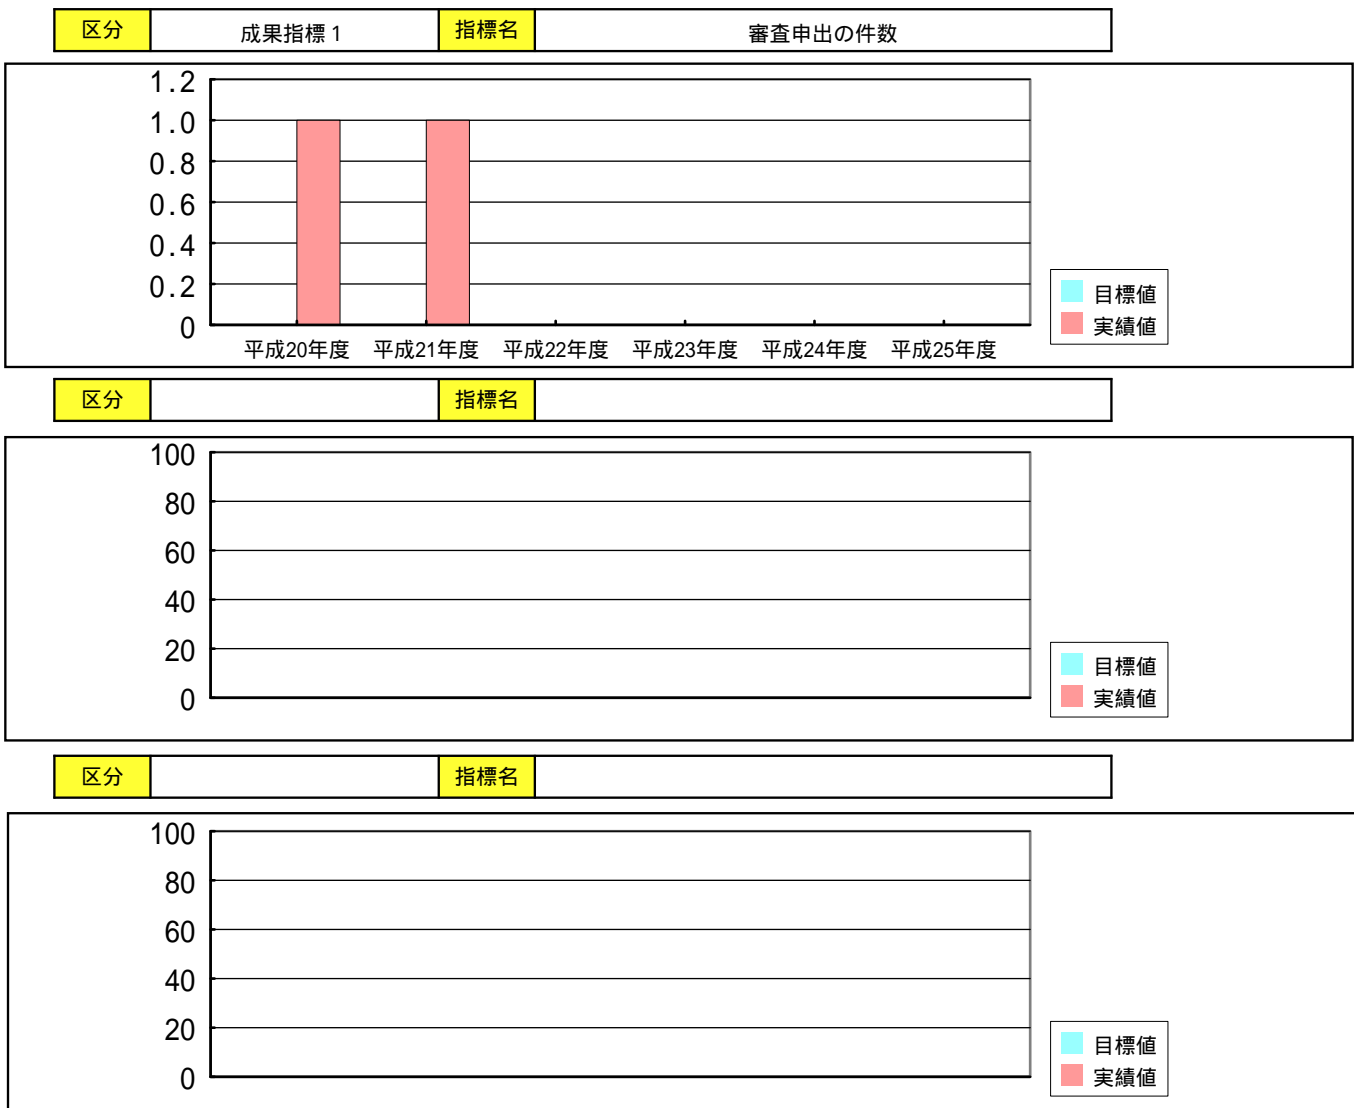 区分 成果指標1 指標名 審査申出の件数
1.2
1.0
0.8
0.6
0.4
0.2
0
平成20年度 平成21年度 平成22年度 平成23年度 平成24年度 平成25年度
目標値
実績値
区分 指標名
100
80
60
40
20
0
目標値
実績値
区分 指標名
100
80
60
40
20
0
目標値
実績値